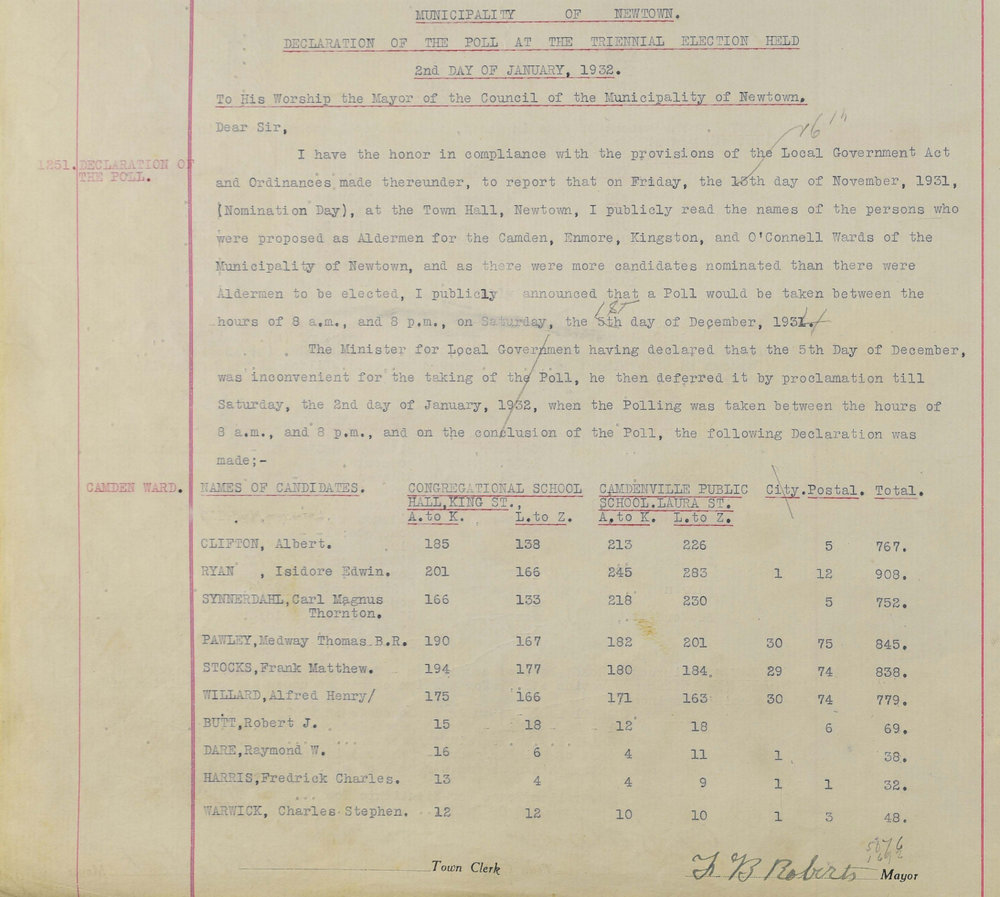 MUNICIPALITY OF NEWTOWN.
DECLARATION OF THE POLL AT THE TRIENNIAL ELECTION HELD
2nd DAY OF JANUARY, 1932.
To His Worship the Mayor of the Council of the Municipality of Newtown.
Dear Sir,
16th
I have the honor in compliance with the provisions of the Local Government Act
1251. DECLARATION OF THE POLL.
and Ordinances made thereunder, to report that on Friday, the 13th day of November, 1931,
(Nomination Day), at the Town Hall, Newtown, I publicly read the names of the persons who
were proposed as Aldermen for the Camden, Enmore, Kingston, and O'Connell Wards of the
Municipality of Newtown, and as there were more candidates nominated than there were
Aldermen to be elected, I publicly announced that a Poll would be taken between the
1st
hours of 8 a.m., and 8 p.m., on Saturday, the 5th day of December, 1931.
The Minister for Local Government having declared that the 5th Day of December,
was inconvenient for the taking of the Poll, he then deferred it by proclamation till
Saturday, the 2nd day of January, 1932, when the Polling was taken between the hours of
8 a.m., and 8 p.m., and on the conclusion of the Poll, the following Declaration was
made;-
CAMDEN WARD. NAMES OF CANDIDATES. CONGREGATIONAL SCHOOL CAMDENVILLE PUBLIC City. Postal. Total.
HALL,KING ST., SCHOOL.LAURA ST.
A.to K. L.to Z. A.to K. L.to Z.
CLIFTON, Albert. 185 138 213 226 5 767.
RYAN , Isidore Edwin. 201 166 245 283 1 12 908.
SYNNERDAHL,Carl Magnus 166 133 218 230 5 752.
Thornton.
PAWLEY,Medway Thomas B.R. 190 167 182 201 30 75 845.
STOCKS,Frank Matthew. 194 177 180 184. 29 74 838.
WILLARD,Alfred Henry/ 175 166 171 163 30 74 779.
BUTT,Robert J. 15 18 12 18 6 69.
DARE,Raymond W. 16 6 4 11 1 38.
HARRIS,Fredrick Charles. 13 4 4 9 1 1 32.
WARWICK, Charles Stephen. 12 12 10 10 1 3 48.
Town Clerk F B Roberts Mayor